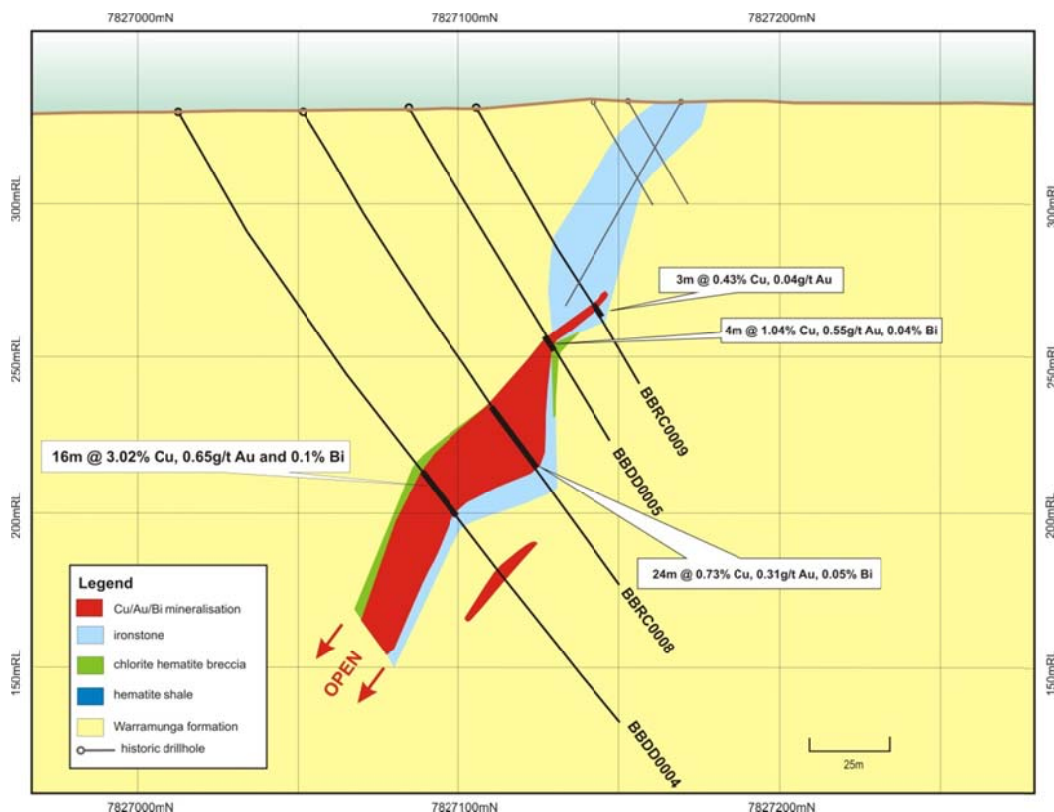 7827000mN
7827100mN
7827200mN
300mRL
300mRL
3m @ 0.43% Cu, 0.04g/t Au
4m @ 1.04% Cu, 0.55g/t Au, 0.04% Bi
250mRL
250mRL
BBRC0009
16m @ 3.02% Cu, 0.65g/t Au and 0.1% Bi
BBDD0005
200mRL
200mRL
24m @ 0.73% Cu, 0.31g/t Au, 0.05% Bi
BBRC0008
Legend
Cu/Au/Bi mineralisation
ironstone
chlorite hematite breccia
hematite shale
Warramunga formation
historic drillhole
OPEN
150mRL
150mRL
BBDD0004
25m
7827000mN
7827100mN
7827200mN